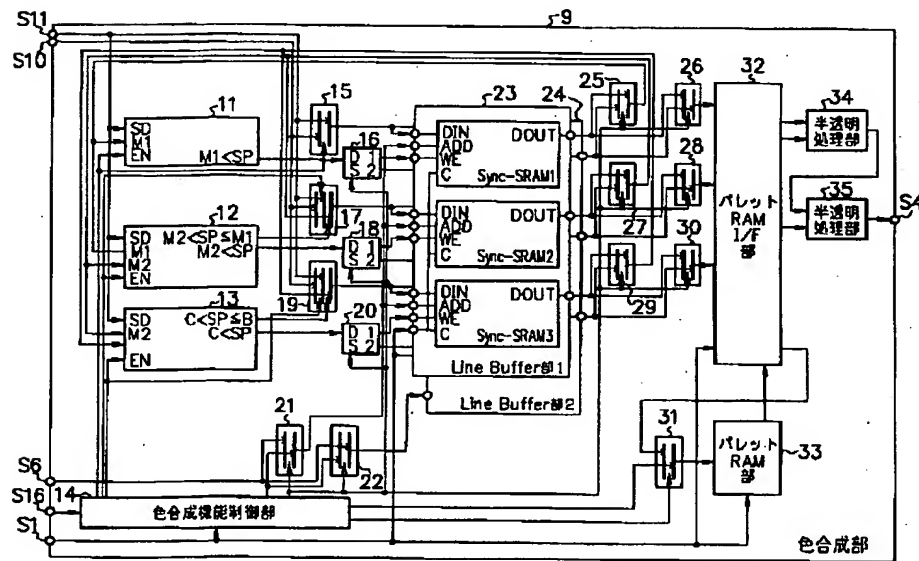 S11
S10
9
11
SD
M1
EN
M1<SP
12
SD
M1
M2
EN
M2<SP≦M1
M2<SP
13
SD
M2
EN
C<SP≦B
C<SP
15
16
D 1
S 2
17
18
D 1
S 2
19
20
D 1
S 2
21
22
23
24
DIN
ADD
WE
C
DOUT
Sync-SRAM1
DIN
ADD
WE
C
DOUT
Sync-SRAM2
DIN
ADD
WE
C
DOUT
Sync-SRAM3
Line Buffer部1
Line Buffer部2
25
26
27
28
29
30
31
32
パレット
RAM
I/F
部
33
パレット
RAM部
34
半透明
処理部
35
半透明
処理部
S4
S6
S16
14
S1
色合成機能制御部
色合成部